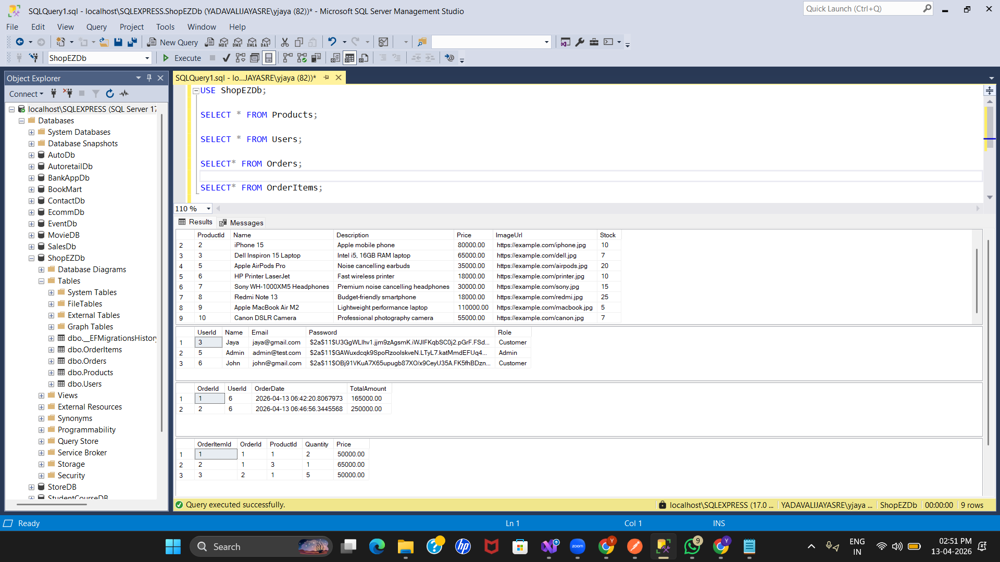 SQLQuery1.sql - localhost\SQLEXPRESS.ShopEZDb (YADAVALIJAYASRE\yjaya (82))* - Microsoft SQL Server Management Studio
Quick Launch (Ctrl+Q)
File Edit View Query Project Tools Window Help
New Query MDX DMX XMLA DAX
ShopEZDb Execute
Object Explorer
Connect
localhost\SQLEXPRESS (SQL Server 17
Databases
System Databases
Database Snapshots
AutoDb
AutoretailDb
BankAppDb
BookMart
ContactDb
EcommDb
EventDb
MovieDB
SalesDb
ShopEZDb
Database Diagrams
Tables
System Tables
FileTables
External Tables
Graph Tables
dbo.__EFMigrationsHistory
dbo.OrderItems
dbo.Orders
dbo.Products
dbo.Users
Views
External Resources
Synonyms
Programmability
Query Store
Service Broker
Storage
Security
StoreDB
StudentCourseDB
SQLQuery1.sql - lo...JAYASRE\yjaya (82))*
USE ShopEZDb;
SELECT * FROM Products;
SELECT * FROM Users;
SELECT* FROM Orders;
SELECT* FROM OrderItems;
110 %
Results Messages
ProductId Name Description Price ImageUrl Stock
2 2 iPhone 15 Apple mobile phone 80000.00 https://example.com/iphone.jpg 10
3 3 Dell Inspiron 15 Laptop Intel i5, 16GB RAM laptop 65000.00 https://example.com/dell.jpg 7
4 5 Apple AirPods Pro Noise cancelling earbuds 35000.00 https://example.com/airpods.jpg 20
5 6 HP Printer LaserJet Fast wireless printer 18000.00 https://example.com/printer.jpg 10
6 7 Sony WH-1000XM5 Headphones Premium noise cancelling headphones 30000.00 https://example.com/sony.jpg 15
7 8 Redmi Note 13 Budget-friendly smartphone 18000.00 https://example.com/redmi.jpg 25
8 9 Apple MacBook Air M2 Lightweight performance laptop 110000.00 https://example.com/macbook.jpg 5
9 10 Canon DSLR Camera Professional photography camera 55000.00 https://example.com/canon.jpg 7
UserId Name Email Password Role
1 3 Jaya jaya@gmail.com $2a$11$U3GgWLlhv1.jjm9zAgsmK.iWJIFKqbSC0j2.pGrF.FSd... Customer
2 5 Admin admin@test.com $2a$11$GAWuxdcqk9SpoRzoolskveN.LTyL7.katMmdEFUq4... Admin
3 6 John john@gmail.com $2a$11$OBj91VKuA7X65upugb87XO/x9CeyU35A.FK5fhBDzn... Customer
OrderId UserId OrderDate TotalAmount
1 1 6 2026-04-13 06:42:20.8067973 165000.00
2 2 6 2026-04-13 06:46:56.3445568 250000.00
OrderItemId OrderId ProductId Quantity Price
1 1 1 1 2 50000.00
2 2 1 3 1 65000.00
3 3 2 1 5 50000.00
Query executed successfully. localhost\SQLEXPRESS (17.0 ... YADAVALIJAYASRE\yjaya ... ShopEZDb 00:00:00 9 rows
Ready Ln 1 Col 1 INS
Search hp zoom Y 9 Y ENG IN 02:51 PM 13-04-2026